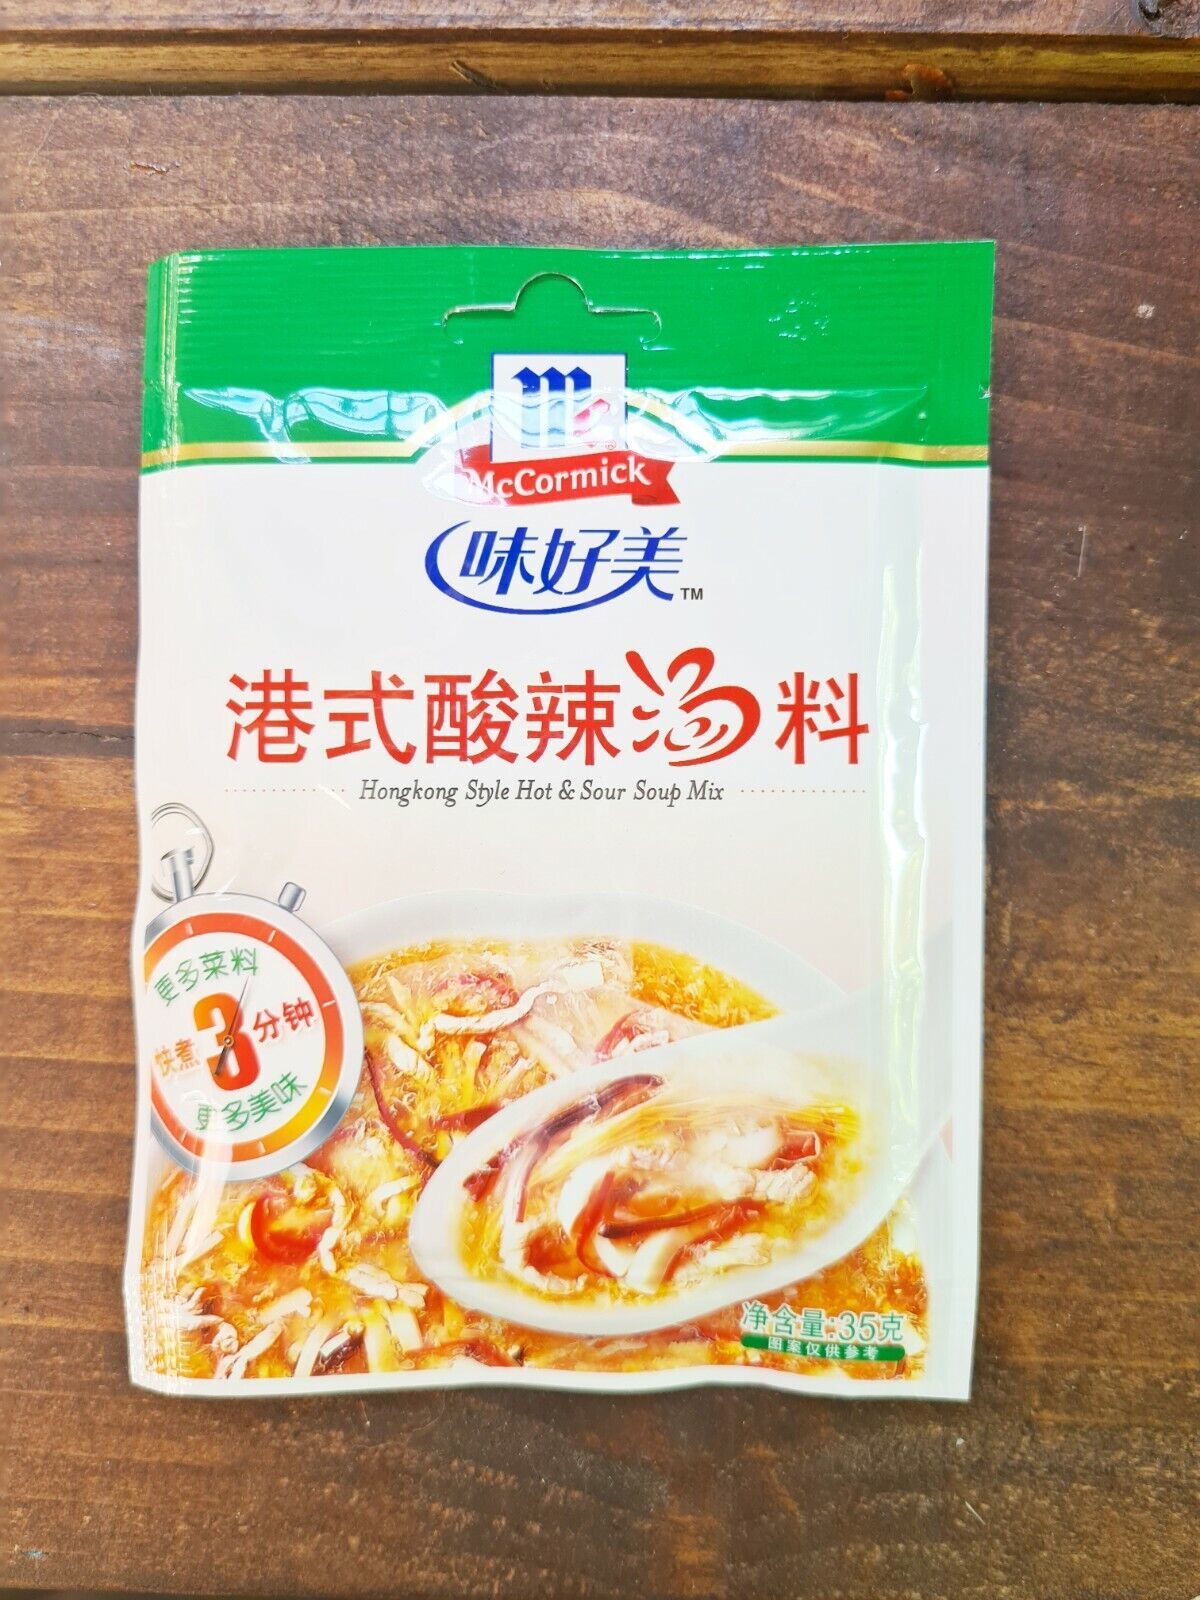 McCormick
味好美™
港式酸辣汤料
Hongkong Style Hot & Sour Soup Mix
更多菜料
快煮3分钟
更多美味
净含量:35克
图案仅供参考